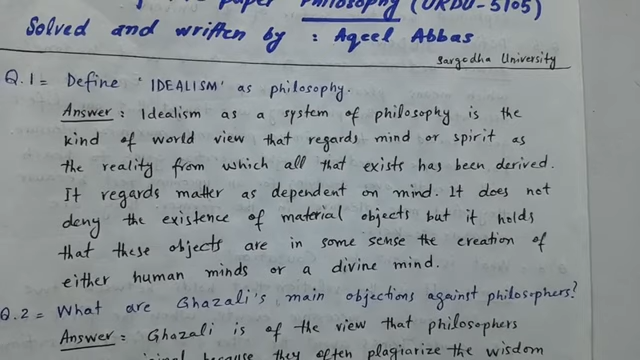 paper Philosophy (URDU-5105)
Solved and written by : Aqeel Abbas
Sargodha University
Q.1 = Define 'IDEALISM' as philosophy.
Answer : Idealism as a system of philosophy is the
kind of world view that regards mind or spirit as
the reality from which all that exists has been derived.
It regards matter as dependent on mind. It does not
deny the existence of material objects but it holds
that these objects are in some sense the creation of
either human minds or a divine mind.
Q.2 = What are Ghazali's main objections against philosophers?
Answer : Ghazali is of the view that philosophers
because they often plagiarize the wisdom